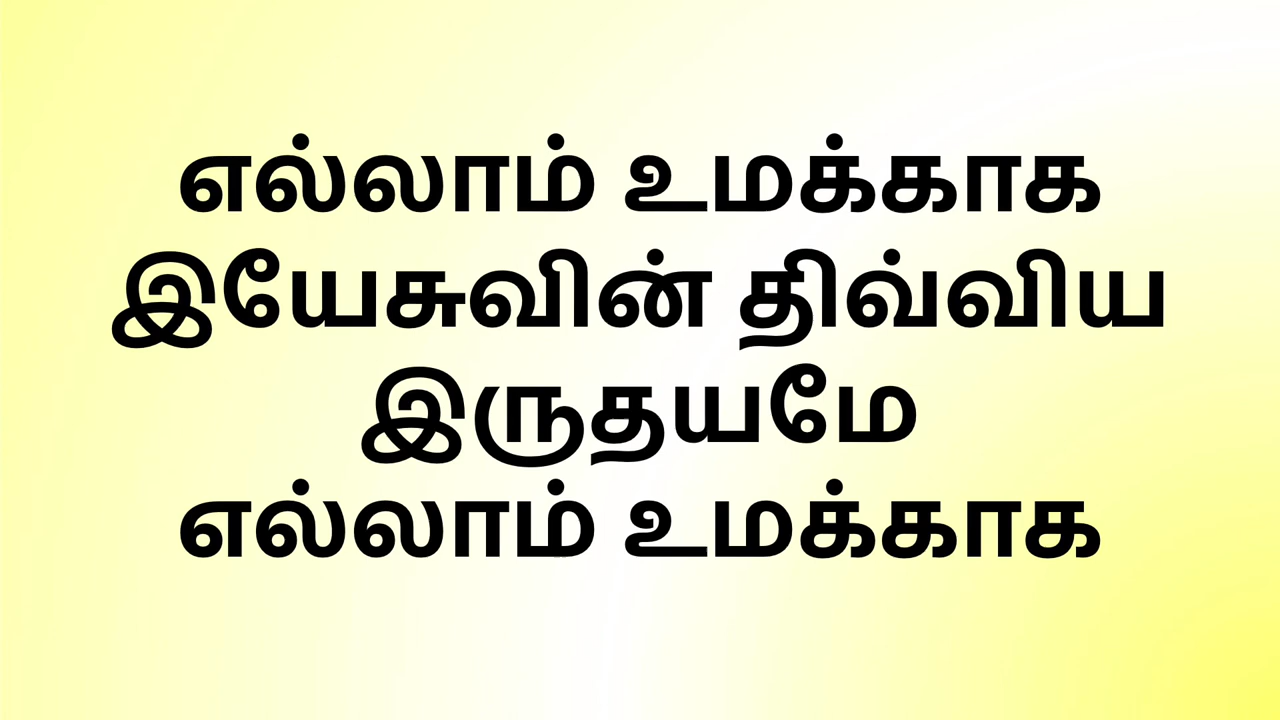 எல்லாம் உமக்காக
இயேசுவின் திவ்விய
இருதயமே
எல்லாம் உமக்காக